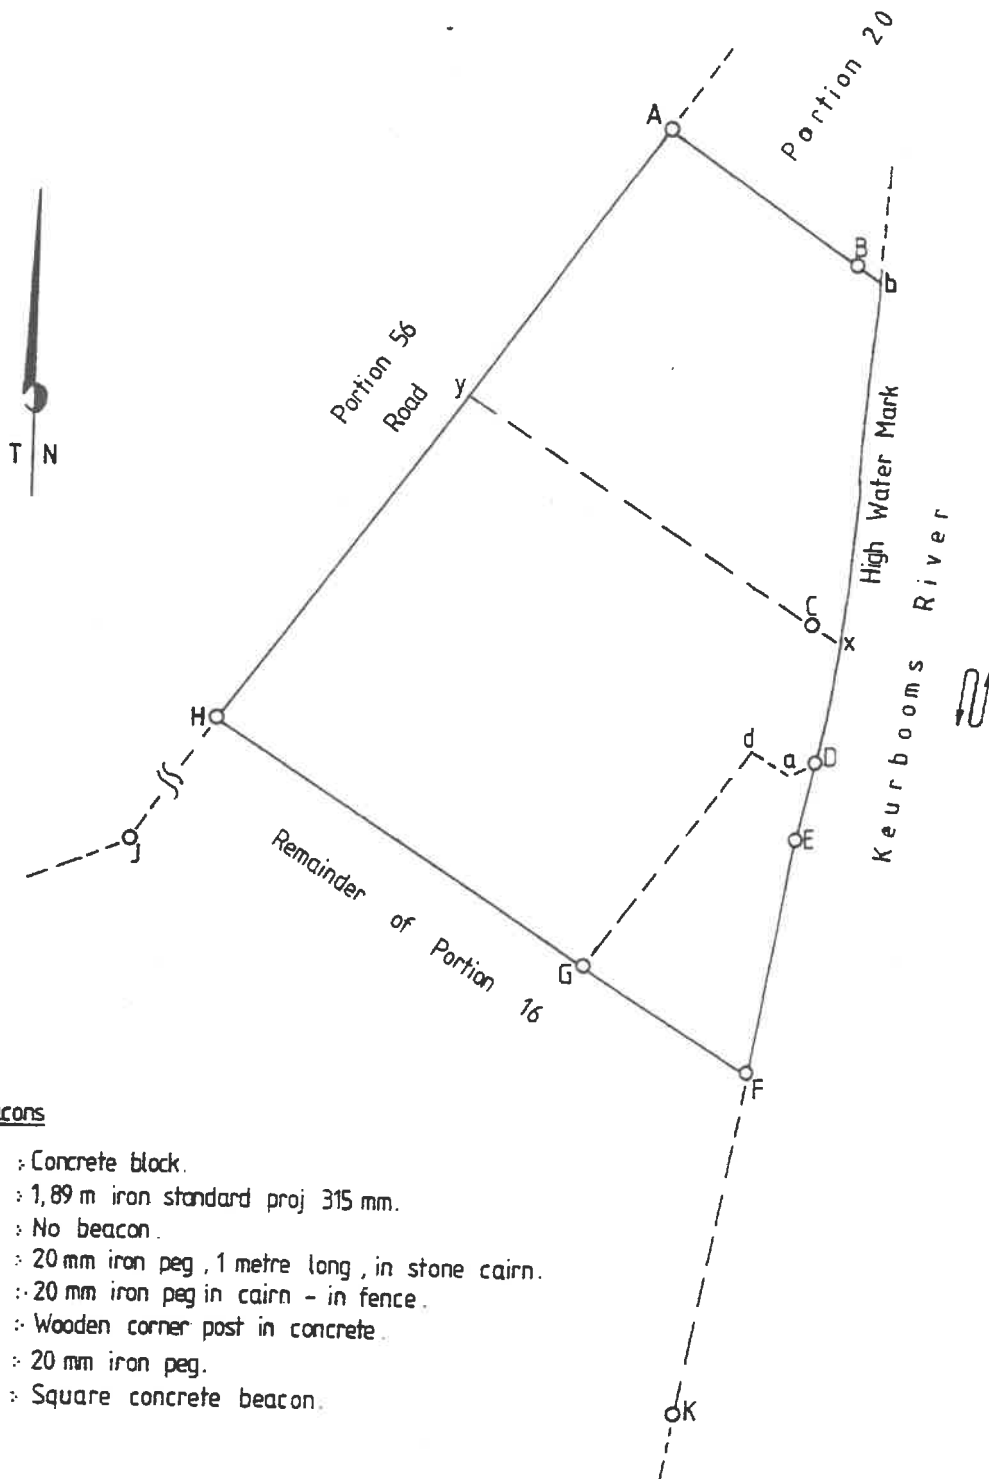 Portion 20
A
B
b
Portion 56
Road
y
T N
High Water Mark
C
x
Keurbooms River
H
d
a
D
E
J
Remainder of Portion 16
G
F
cons
: Concrete block.
: 1,89 m iron standard proj 315 mm.
: No beacon.
: 20 mm iron peg, 1 metre long, in stone cairn.
: 20 mm iron peg in cairn - in fence.
: Wooden corner post in concrete.
: 20 mm iron peg.
: Square concrete beacon.
K